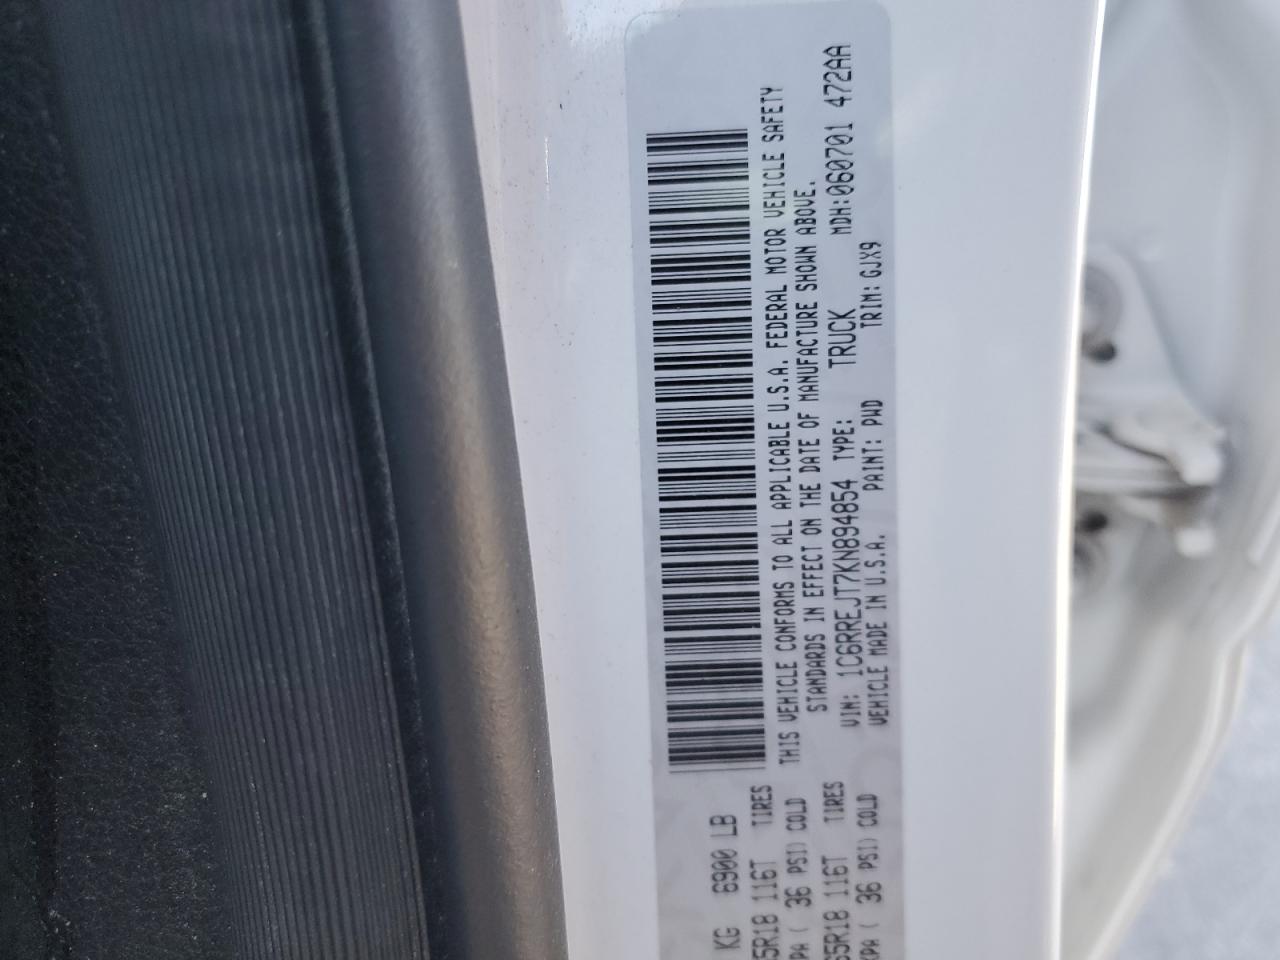 KG 6900 LB
5R18 116T TIRES
PA ( 36 PSI) COLD
55R18 116T TIRES
KPA ( 36 PSI) COLD
THIS VEHICLE CONFORMS TO ALL APPLICABLE U.S.A. FEDERAL MOTOR VEHICLE SAFETY
STANDARDS IN EFFECT ON THE DATE OF MANUFACTURE SHOWN ABOVE.
VIN: 1C6RREJT7KN894854 TYPE: TRUCK MDH:060701 472AA
VEHICLE MADE IN U.S.A. PAINT: PWD TRIM: GJX9